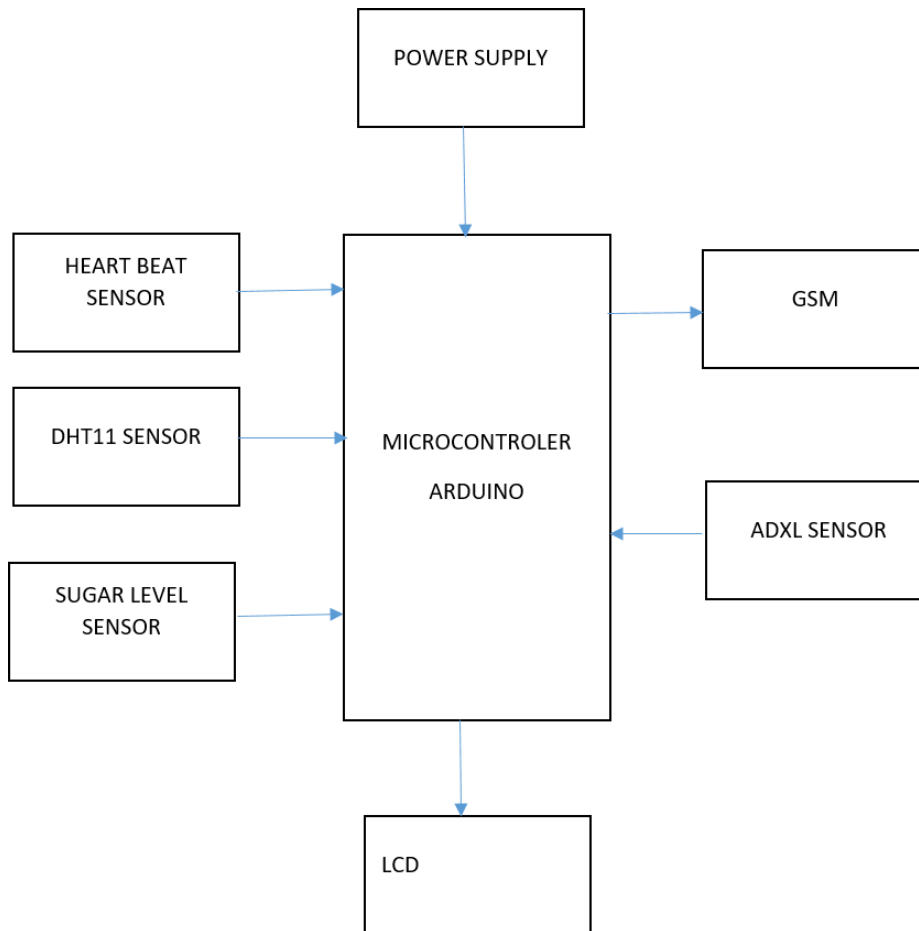 POWER SUPPLY
HEART BEAT
SENSOR
GSM
DHT11 SENSOR
MICROCONTROLER
ARDUINO
ADXL SENSOR
SUGAR LEVEL
SENSOR
LCD